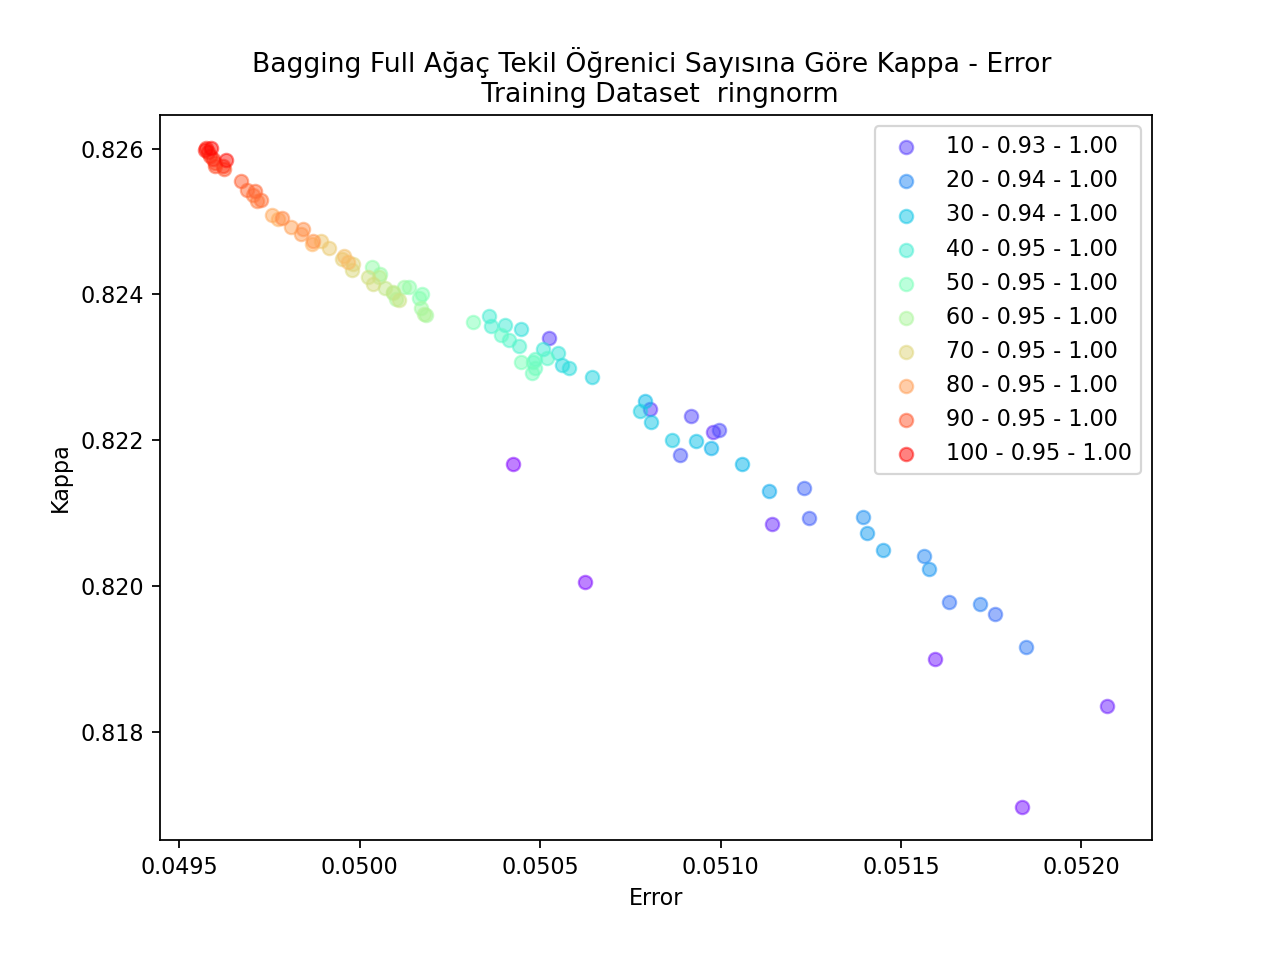 Bagging Full Ağaç Tekil Öğrenici Sayısına Göre Kappa - Error
Training Dataset  ringnorm
0.826
0.824
0.822
0.820
0.818
Kappa
10 - 0.93 - 1.00
20 - 0.94 - 1.00
30 - 0.94 - 1.00
40 - 0.95 - 1.00
50 - 0.95 - 1.00
60 - 0.95 - 1.00
70 - 0.95 - 1.00
80 - 0.95 - 1.00
90 - 0.95 - 1.00
100 - 0.95 - 1.00
0.0495 0.0500 0.0505 0.0510 0.0515 0.0520
Error